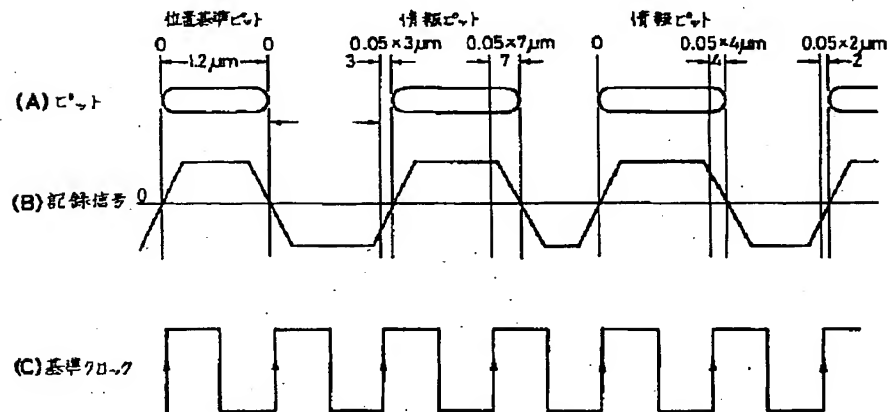 位置基準ピット 情報ピット 情報ピット
0 0 0.05×3μm 0.05×7μm 0 0.05×4μm 0.05×2μm
1.2μm 3 7 4 2
(A)ピット
(B)記録信号 0
(C)基準クロック